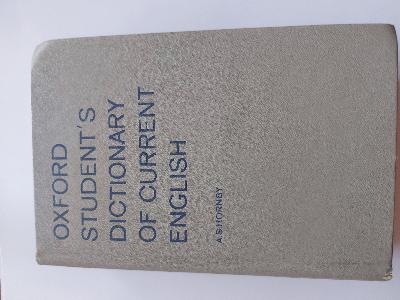 OXFORD
STUDENT'S
DICTIONARY
OF CURRENT
ENGLISH
A.S.HORNBY